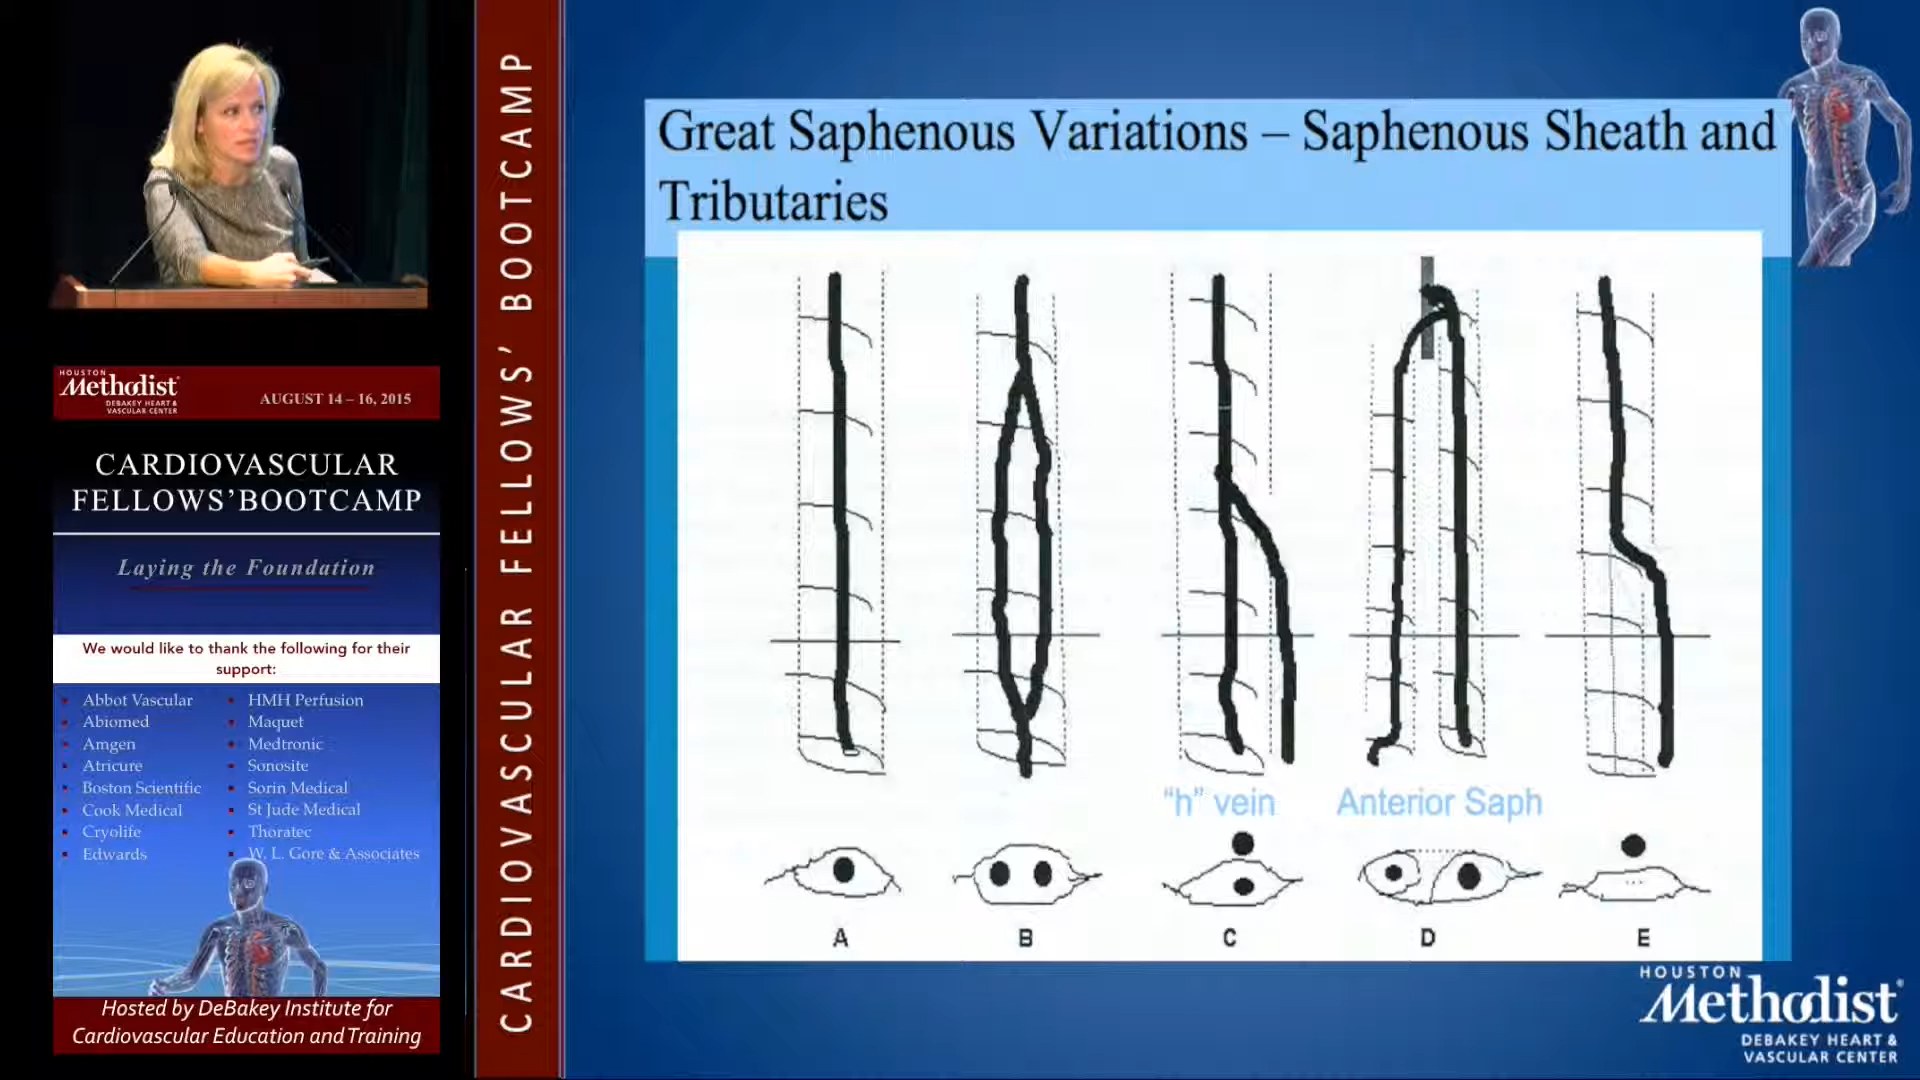 HOUSTON
Methodist
DEBAKEY HEART &
VASCULAR CENTER
AUGUST 14 – 16, 2015
CARDIOVASCULAR
FELLOWS’BOOTCAMP
Laying the Foundation
We would like to thank the following for their
support:
Abbot Vascular
Abiomed
Amgen
Atricure
Boston Scientific
Cook Medical
Cryolife
Edwards
HMH Perfusion
Maquet
Medtronic
Sonosite
Sorin Medical
St Jude Medical
Thoratec
W. L. Gore & Associates
Hosted by DeBakey Institute for
Cardiovascular Education and Training
CARDIOVASCULAR FELLOWS’ BOOTCAMP
Great Saphenous Variations – Saphenous Sheath and
Tributaries
“h” vein
Anterior Saph
A
B
C
D
E
HOUSTON
Methodist
DEBAKEY HEART &
VASCULAR CENTER